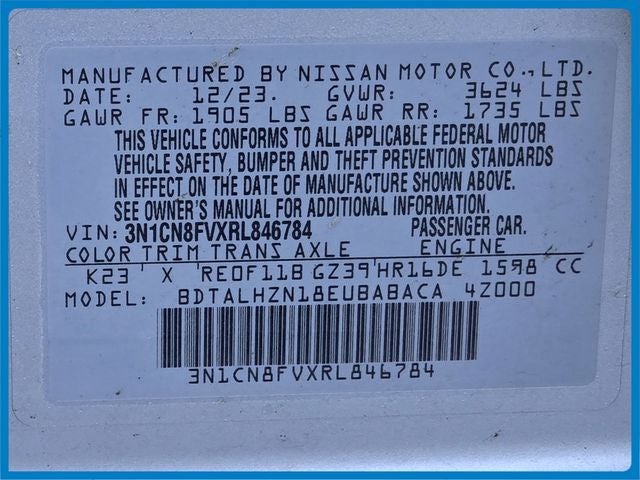 MANUFACTURED BY NISSAN MOTOR CO., LTD.
DATE: 12/23. GVWR: 3624 LBS
GAWR FR: 1905 LBS GAWR RR: 1735 LBS
THIS VEHICLE CONFORMS TO ALL APPLICABLE FEDERAL MOTOR
VEHICLE SAFETY, BUMPER AND THEFT PREVENTION STANDARDS
IN EFFECT ON THE DATE OF MANUFACTURE SHOWN ABOVE.
SEE OWNER'S MANUAL FOR ADDITIONAL INFORMATION.
VIN: 3N1CN8FVXRL846784 PASSENGER CAR.
COLOR TRIM TRANS AXLE ENGINE
K23 X RE0F11B GZ39 HR16DE 1598 CC
MODEL: BDTALHZN18EUBABACA 4Z000
3N1CN8FVXRL846784